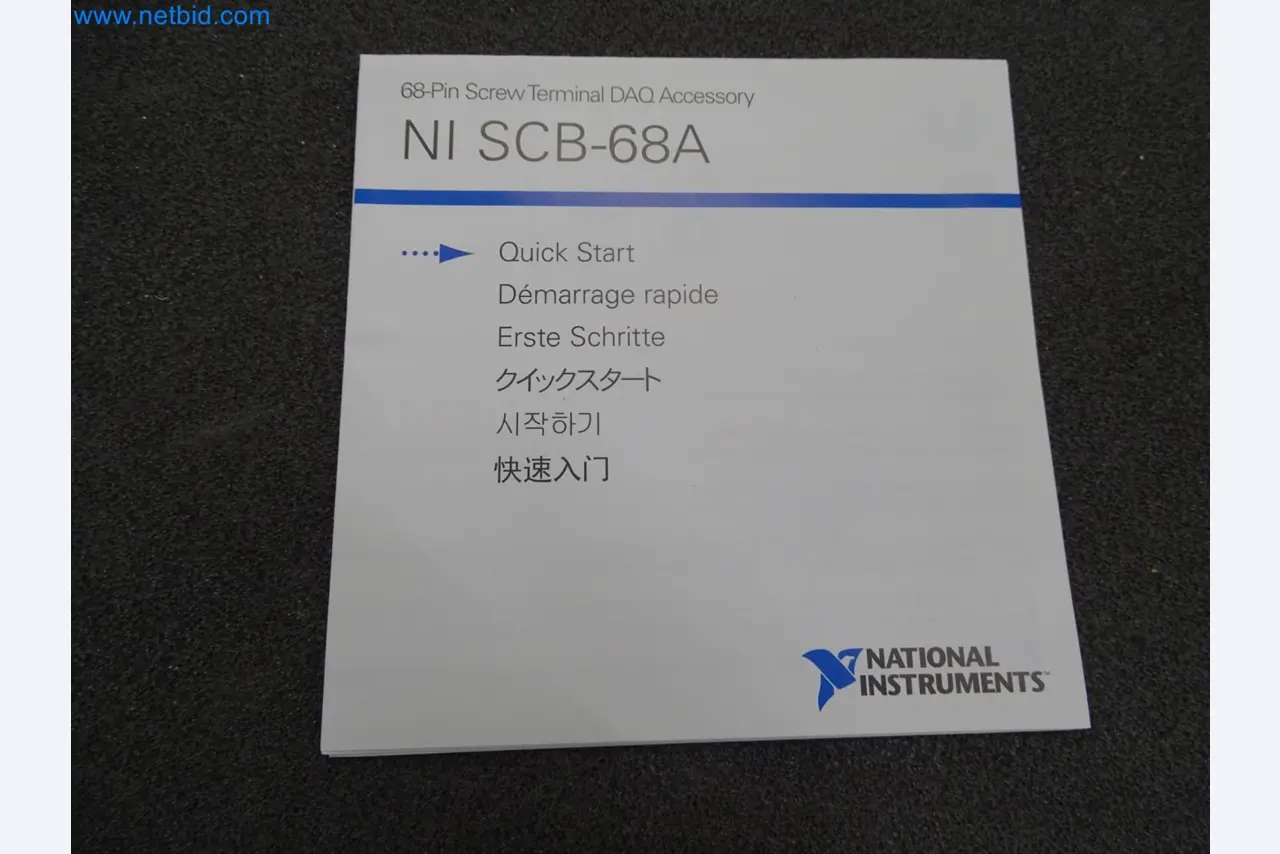 www.netbid.com
68-Pin Screw Terminal DAQ Accessory
NI SCB-68A
Quick Start
Démarrage rapide
Erste Schritte
クイックスタート
시작하기
快速入门
NATIONAL
INSTRUMENTS™